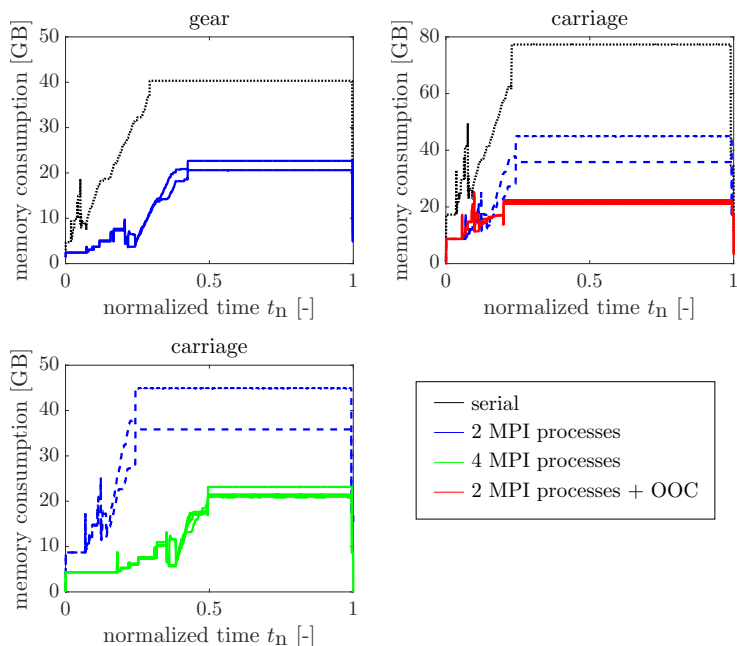 gear
memory consumption [GB]
50
40
30
20
10
0
0
0.5
1
normalized time tn [-]
carriage
memory consumption [GB]
80
60
40
20
0
0
0.5
1
normalized time tn [-]
carriage
memory consumption [GB]
50
40
30
20
10
0
0
0.5
1
normalized time tn [-]
serial
2 MPI processes
4 MPI processes
2 MPI processes + OOC